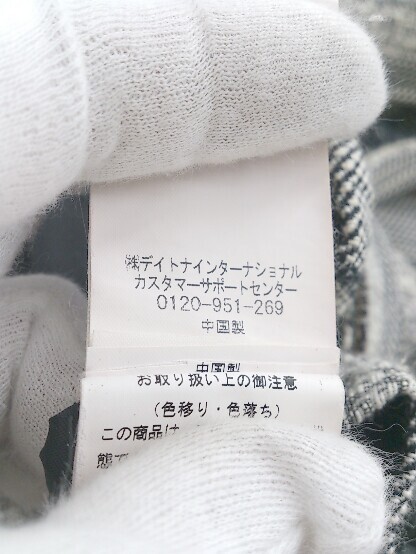 ㈱デイトナインターナショナル
カスタマーサポートセンター
0120-951-269
中国製
中国製
お取り扱い上の御注意
(色移り・色落ち)
この商品は、
態で